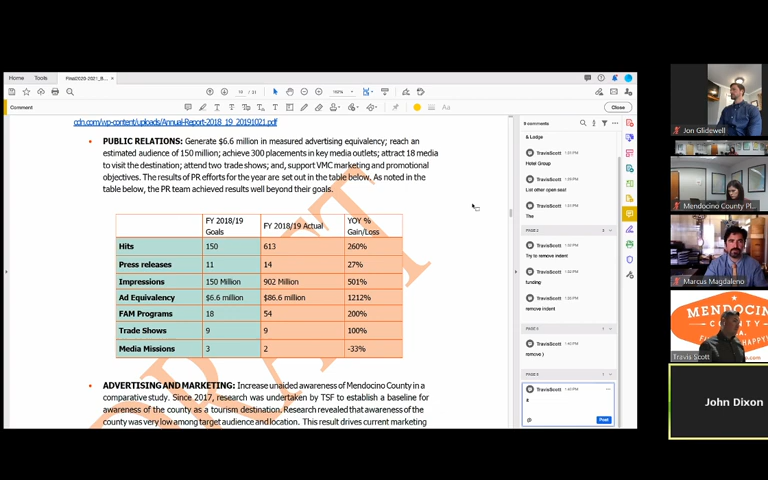 Home
Tools
Final2020-2021_B...
Comment
Close
cdn.com/wp-content/uploads/Annual-Report-2018_19_20191021.pdf
PUBLIC RELATIONS: Generate $6.6 million in measured advertising equivalency; reach an
estimated audience of 150 million; achieve 300 placements in key media outlets; attract 18 media
to visit the destination; attend two trade shows; and, support VMC marketing and promotional
objectives. The results of PR efforts for the year are set out in the table below. As noted in the
table below, the PR team achieved results well beyond their goals.
FY 2018/19 Goals FY 2018/19 Actual YOY % Gain/Loss
Hits 150 613 260%
Press releases 11 14 27%
Impressions 150 Million 902 Million 501%
Ad Equivalency $6.6 million $86.6 million 1212%
FAM Programs 18 54 200%
Trade Shows 9 9 100%
Media Missions 3 2 -33%
ADVERTISING AND MARKETING: Increase unaided awareness of Mendocino County in a
comparative study. Since 2017, research was undertaken by TSF to establish a baseline for
awareness of the county as a tourism destination. Research revealed that awareness of the
county was very low among target audience and location. This result drives current marketing
DRAFT
9 comments
& Lodge
TravisScott
Hotel Group
TravisScott
List other open seat
TravisScott
The
PAGE 2
TravisScott
Try to remove indent
TravisScott
funding
TravisScott
remove indent
TravisScott
remove )
TravisScott
it
Post
Jon Glidewell
Mendocino County Pl...
Marcus Magdaleno
MENDOCINO
COUNTY
HAPPY
Travis Scott
John Dixon